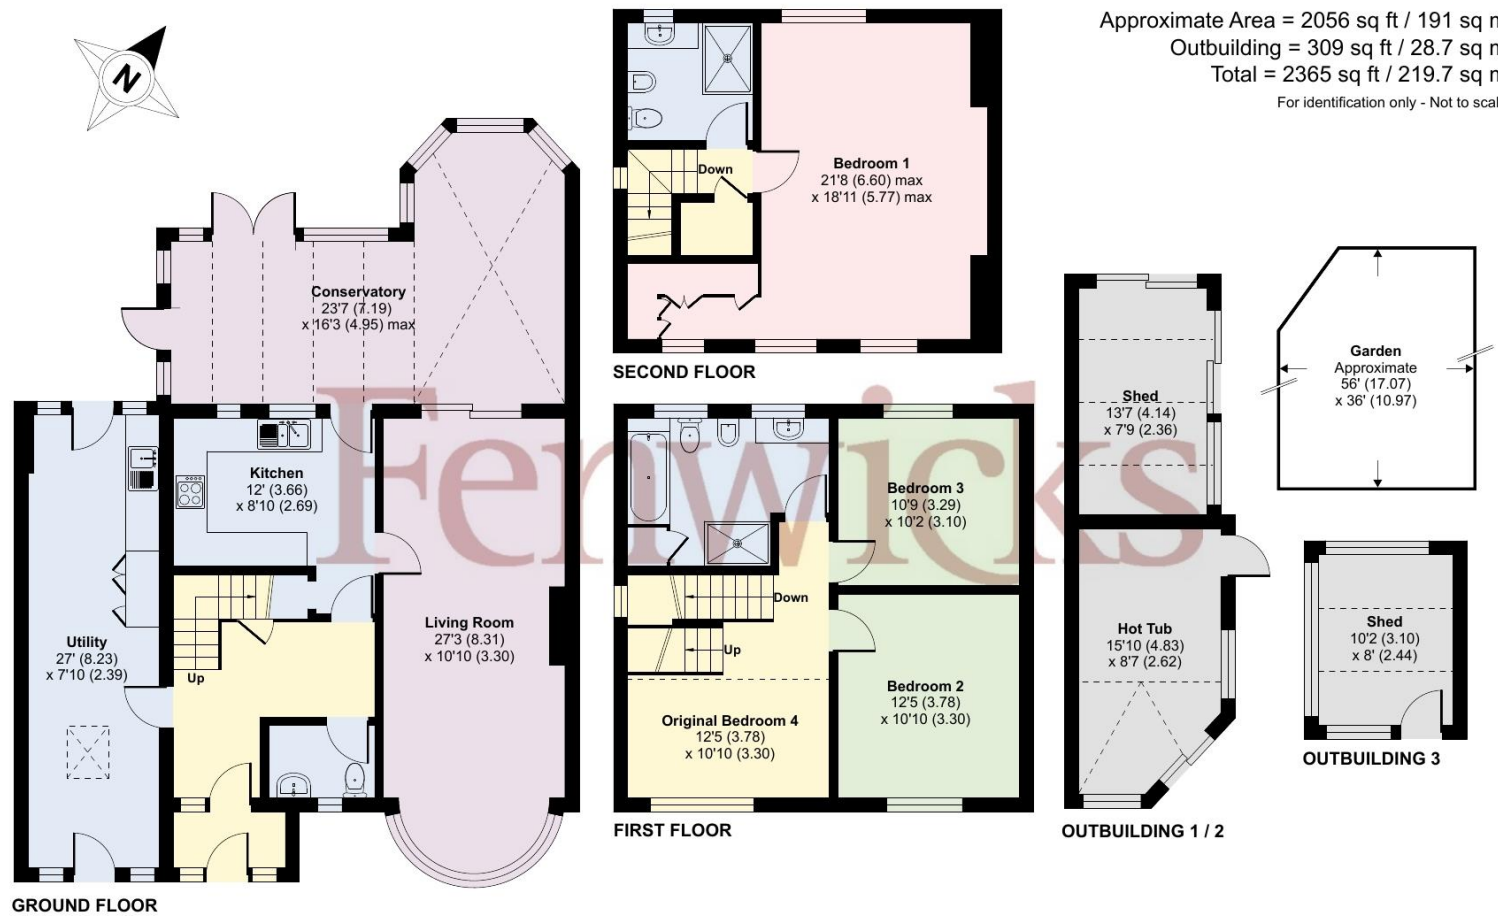 N
Approximate Area = 2056 sq ft / 191 sq m
Outbuilding = 309 sq ft / 28.7 sq m
Total = 2365 sq ft / 219.7 sq m
For identification only - Not to scal
Down
Bedroom 1
21'8 (6.60) max
x 18'11 (5.77) max
SECOND FLOOR
Conservatory
23'7 (7.19)
x 16'3 (4.95) max
Kitchen
12' (3.66)
x 8'10 (2.69)
Utility
27' (8.23)
x 7'10 (2.39)
Up
Living Room
27'3 (8.31)
x 10'10 (3.30)
GROUND FLOOR
Fenwicks
Bedroom 3
10'9 (3.29)
x 10'2 (3.10)
Down
Up
Original Bedroom 4
12'5 (3.78)
x 10'10 (3.30)
Bedroom 2
12'5 (3.78)
x 10'10 (3.30)
FIRST FLOOR
Shed
13'7 (4.14)
x 7'9 (2.36)
Hot Tub
15'10 (4.83)
x 8'7 (2.62)
OUTBUILDING 1 / 2
Garden
Approximate
56' (17.07)
x 36' (10.97)
Shed
10'2 (3.10)
x 8' (2.44)
OUTBUILDING 3